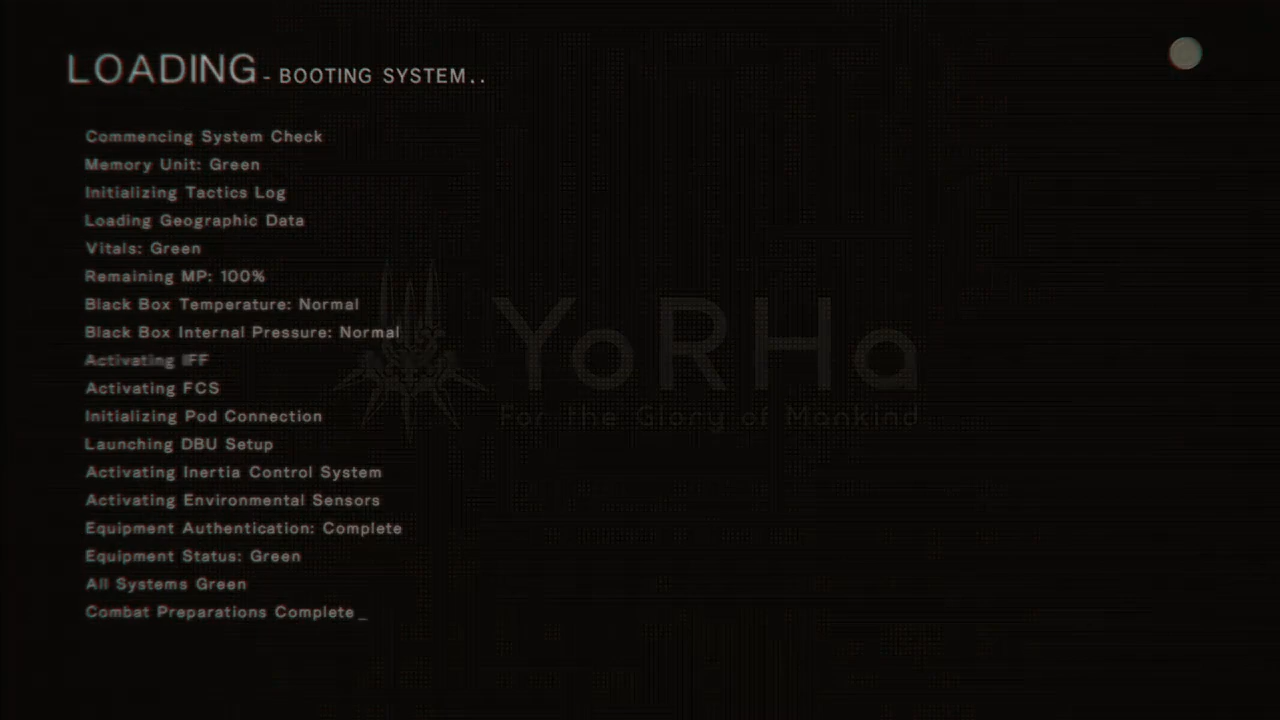 LOADING - BOOTING SYSTEM..
Commencing System Check
Memory Unit: Green
Initializing Tactics Log
Loading Geographic Data
Vitals: Green
Remaining MP: 100%
Black Box Temperature: Normal
Black Box Internal Pressure: Normal
Activating IFF
Activating FCS
Initializing Pod Connection
Launching DBU Setup
Activating Inertia Control System
Activating Environmental Sensors
Equipment Authentication: Complete
Equipment Status: Green
All Systems Green
Combat Preparations Complete _
YoRHa
For the Glory of Mankind